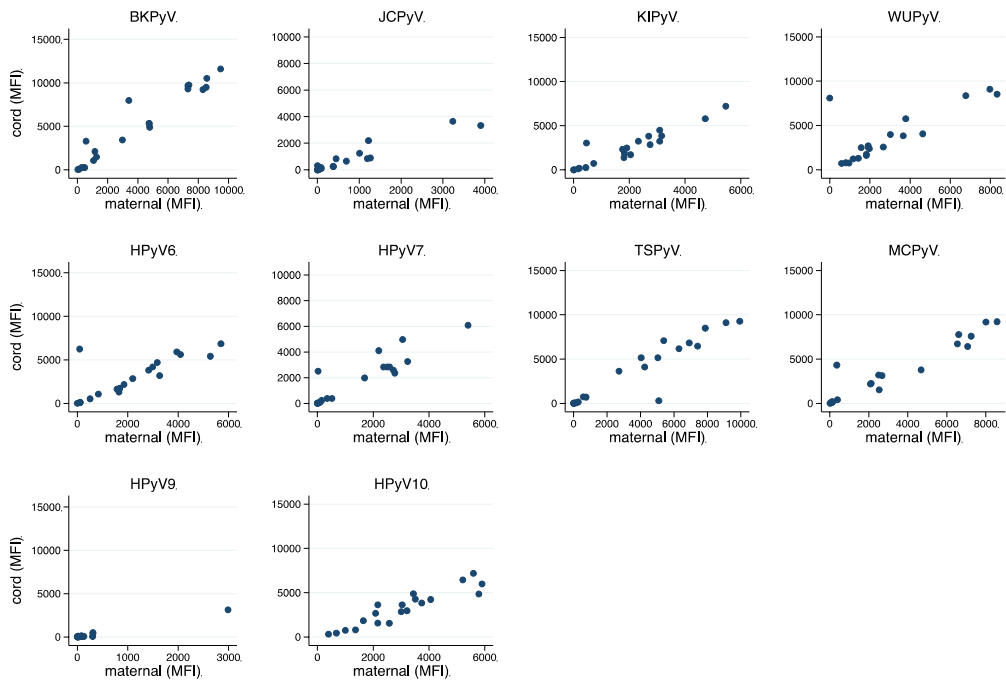 BKPyV. JCPyV. KIPyV. WUPyV.
15000. 10000. 15000. 15000.
8000.
10000. 6000. 10000. 10000.
cord (MFI).
5000. 4000. 5000. 5000.
2000.
0. 0. 0. 0.
0. 2000. 4000. 6000. 8000. 10000. 0. 1000. 2000. 3000. 4000. 0. 2000. 4000. 6000. 0. 2000. 4000. 6000. 8000.
maternal (MFI). maternal (MFI). maternal (MFI). maternal (MFI).
HPyV6. HPyV7. TSPyV. MCPyV.
15000. 10000. 15000. 15000.
8000.
10000. 6000. 10000. 10000.
cord (MFI).
5000. 4000. 5000. 5000.
2000.
0. 0. 0. 0.
0. 2000. 4000. 6000. 0. 2000. 4000. 6000. 0. 2000. 4000. 6000. 8000. 10000. 0. 2000. 4000. 6000. 8000.
maternal (MFI). maternal (MFI). maternal (MFI). maternal (MFI).
HPyV9. HPyV10.
15000. 15000.
10000. 10000.
cord (MFI).
5000. 5000.
0. 0.
0. 1000. 2000. 3000. 0. 2000. 4000. 6000.
maternal (MFI). maternal (MFI).